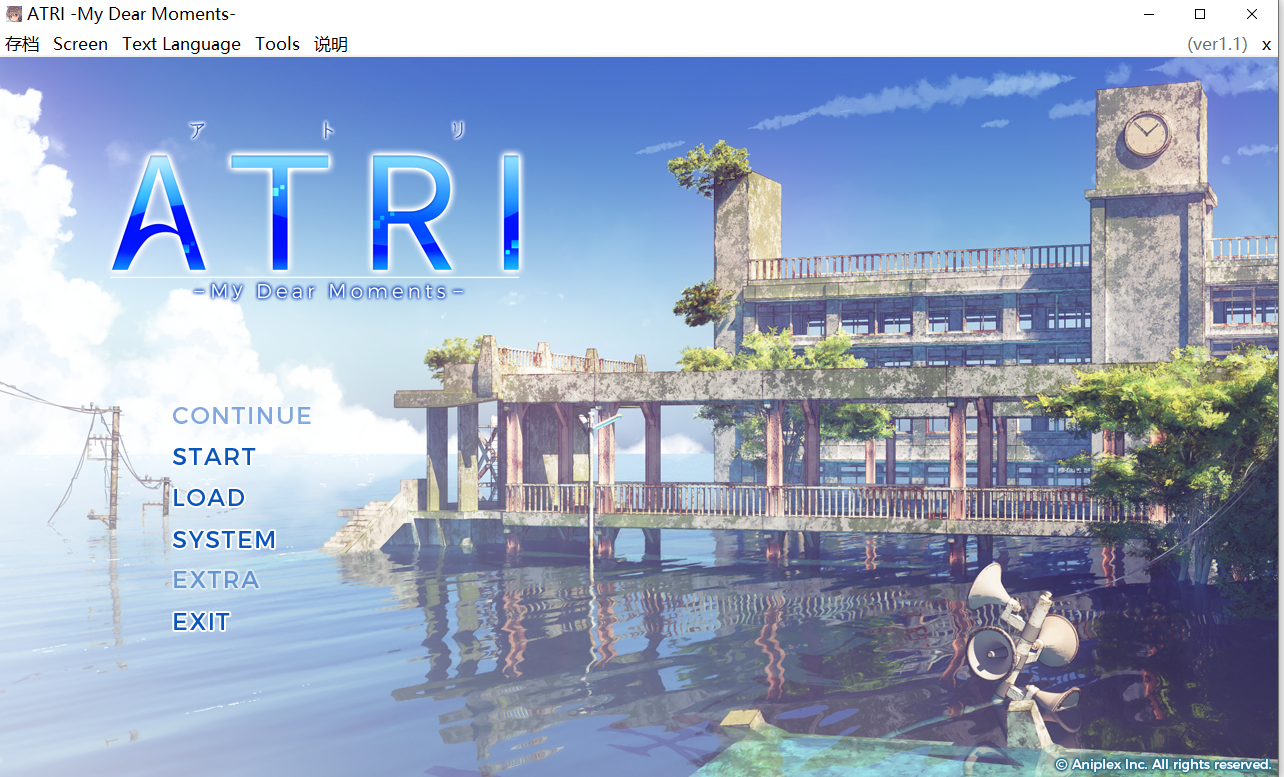 ATRI -My Dear Moments-
存档 Screen Text Language Tools 说明 (ver1.1) x
ア ト リ
ATRI
-My Dear Moments-
CONTINUE
START
LOAD
SYSTEM
EXTRA
EXIT
© Aniplex Inc. All rights reserved.